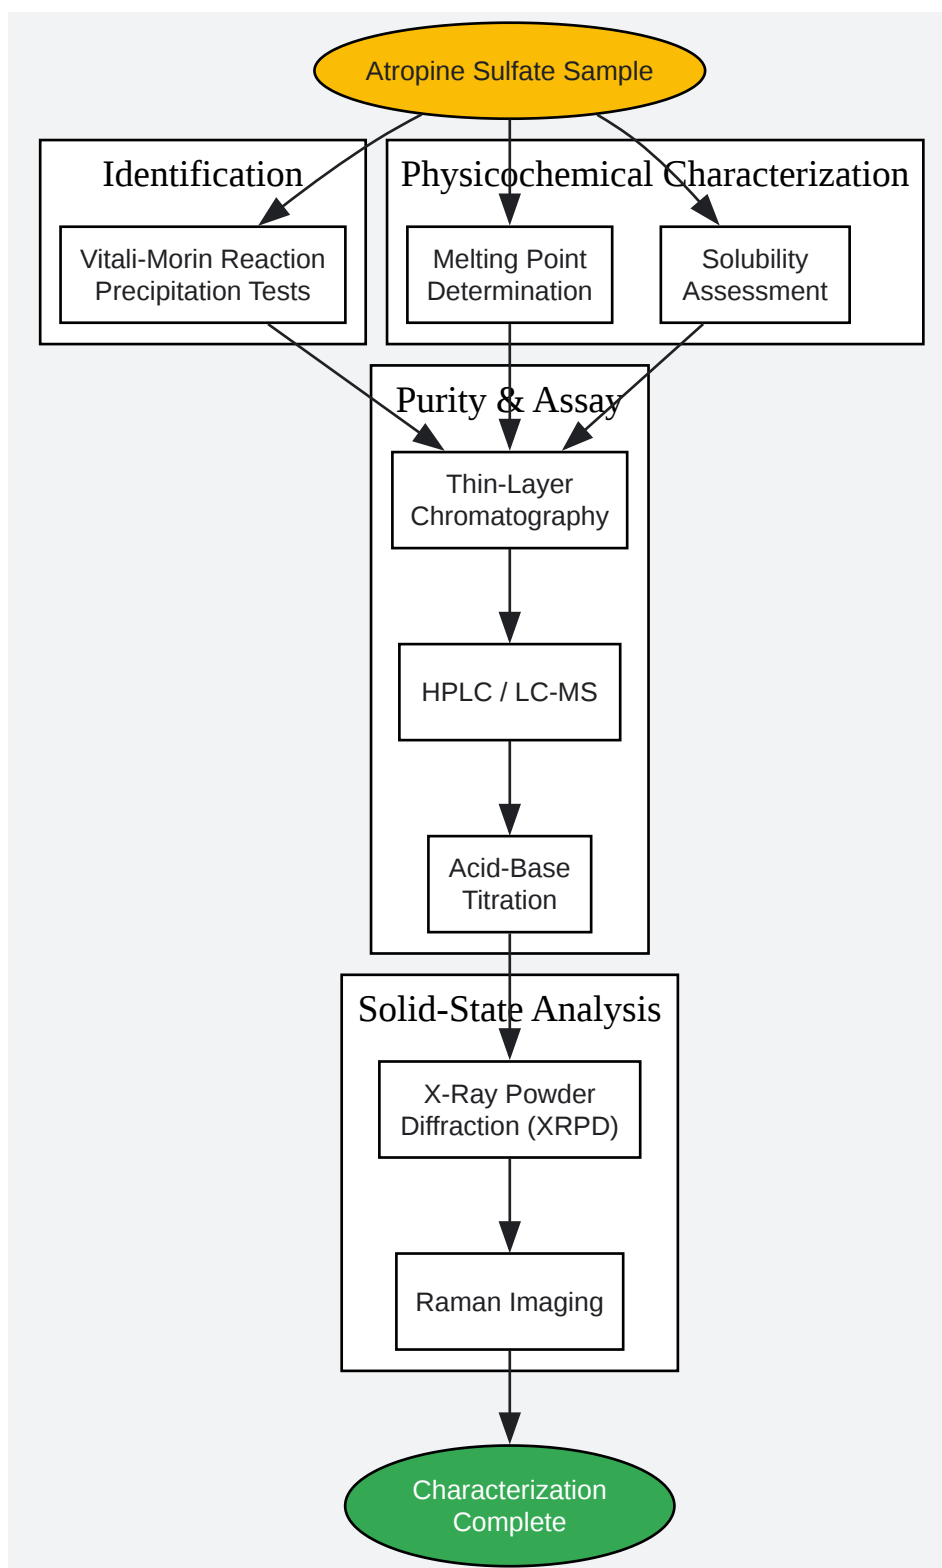 Atropine Sulfate Sample
Identification
Vitali-Morin Reaction
Precipitation Tests
Physicochemical Characterization
Melting Point
Determination
Solubility
Assessment
Purity & Assay
Thin-Layer
Chromatography
HPLC / LC-MS
Acid-Base
Titration
Solid-State Analysis
X-Ray Powder
Diffraction (XRPD)
Raman Imaging
Characterization
Complete